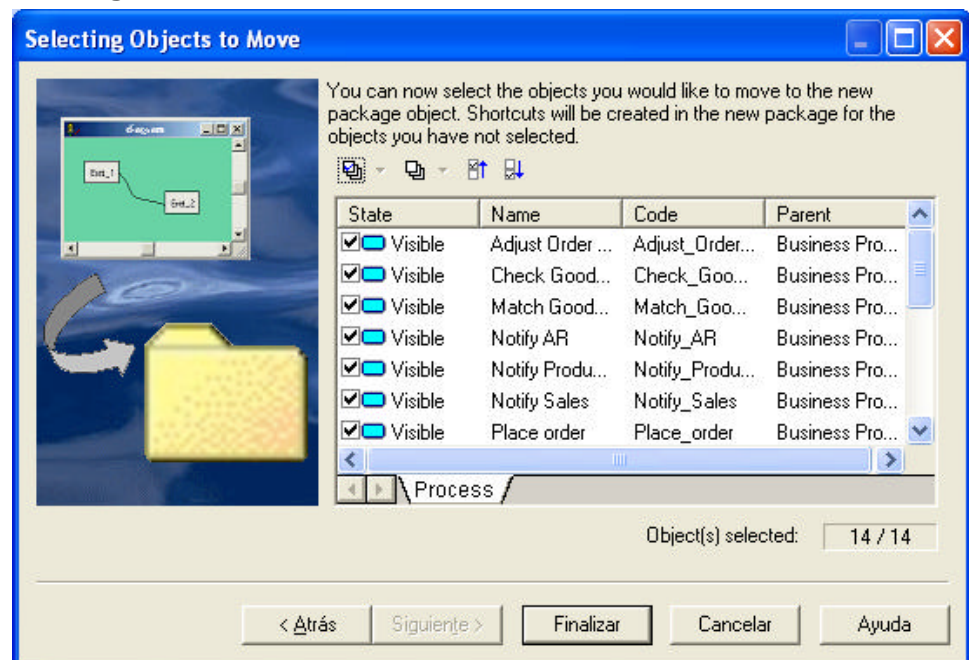 Selecting Objects to Move
You can now select the objects you would like to move to the new
package object. Shortcuts will be created in the new package for the
objects you have not selected.
State Name Code Parent
Visible Adjust Order ... Adjust_Order... Business Pro...
Visible Check Good... Check_Goo... Business Pro...
Visible Match Good... Match_Goo... Business Pro...
Visible Notify AR Notify_AR Business Pro...
Visible Notify Produ... Notify_Produ... Business Pro...
Visible Notify Sales Notify_Sales Business Pro...
Visible Place order Place_order Business Pro...
Process
Object(s) selected: 14 / 14
< Atrás Siguiente > Finalizar Cancelar Ayuda